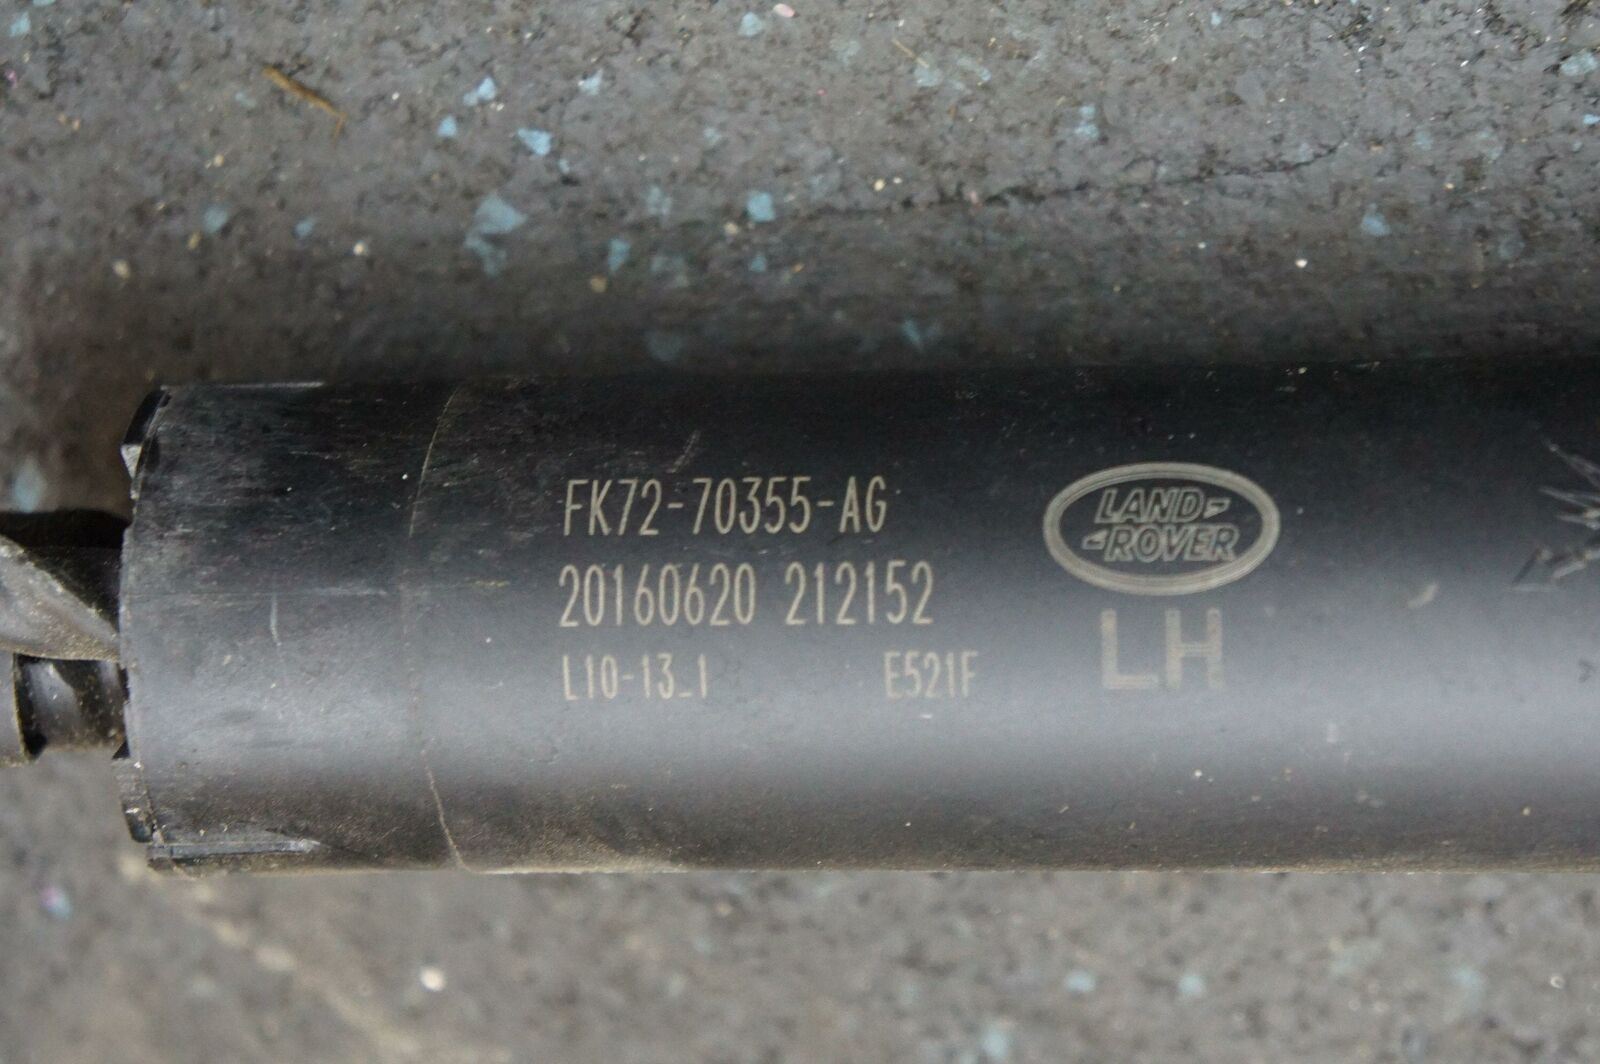 FK72-70355-AG
20160620 212152
L10-13_1 E521F
LAND-
-ROVER
LH